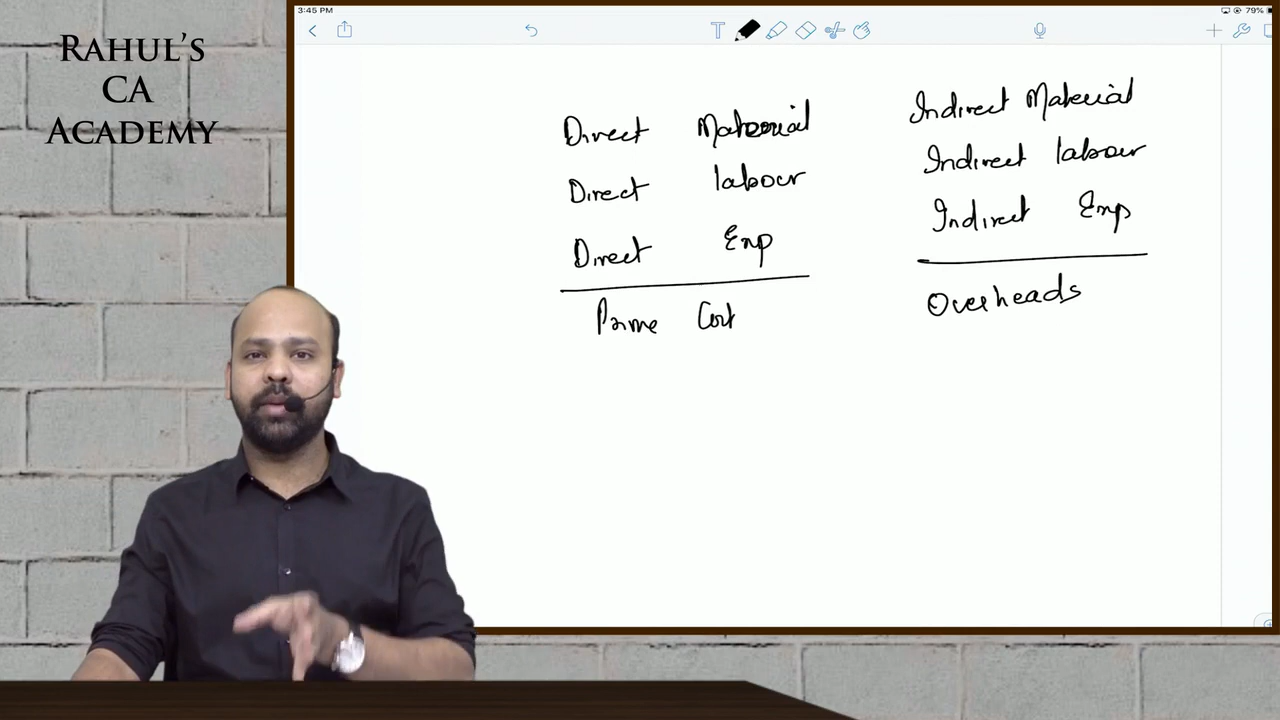 RAHUL'S
CA
ACADEMY
3:45 PM
79%
T
Direct Material
Direct labour
Direct Exp
Prime Cost
Indirect Material
Indirect labour
Indirect Exp
Overheads